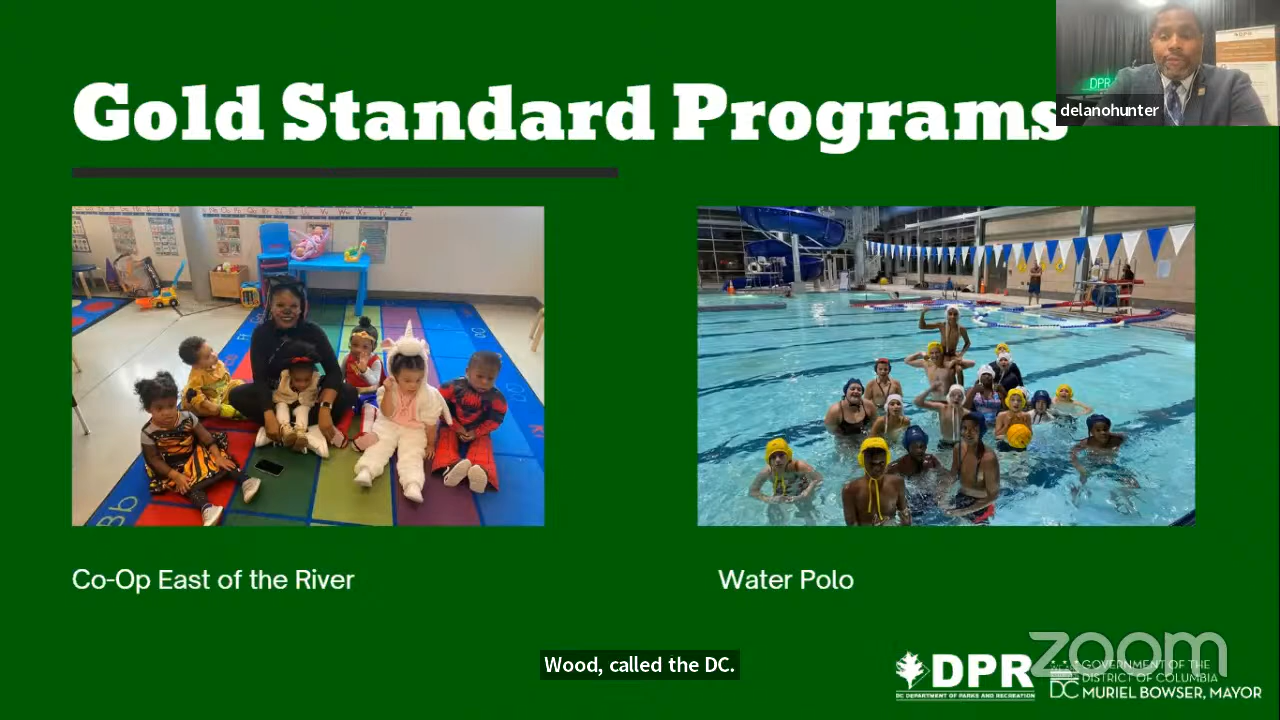 Gold Standard Programs
DPR
delanohunter
Co-Op East of the River
Water Polo
Wood, called the DC.
zoom
DPR
DC DEPARTMENT OF PARKS AND RECREATION
GOVERNMENT OF THE
DISTRICT OF COLUMBIA
DC MURIEL BOWSER, MAYOR